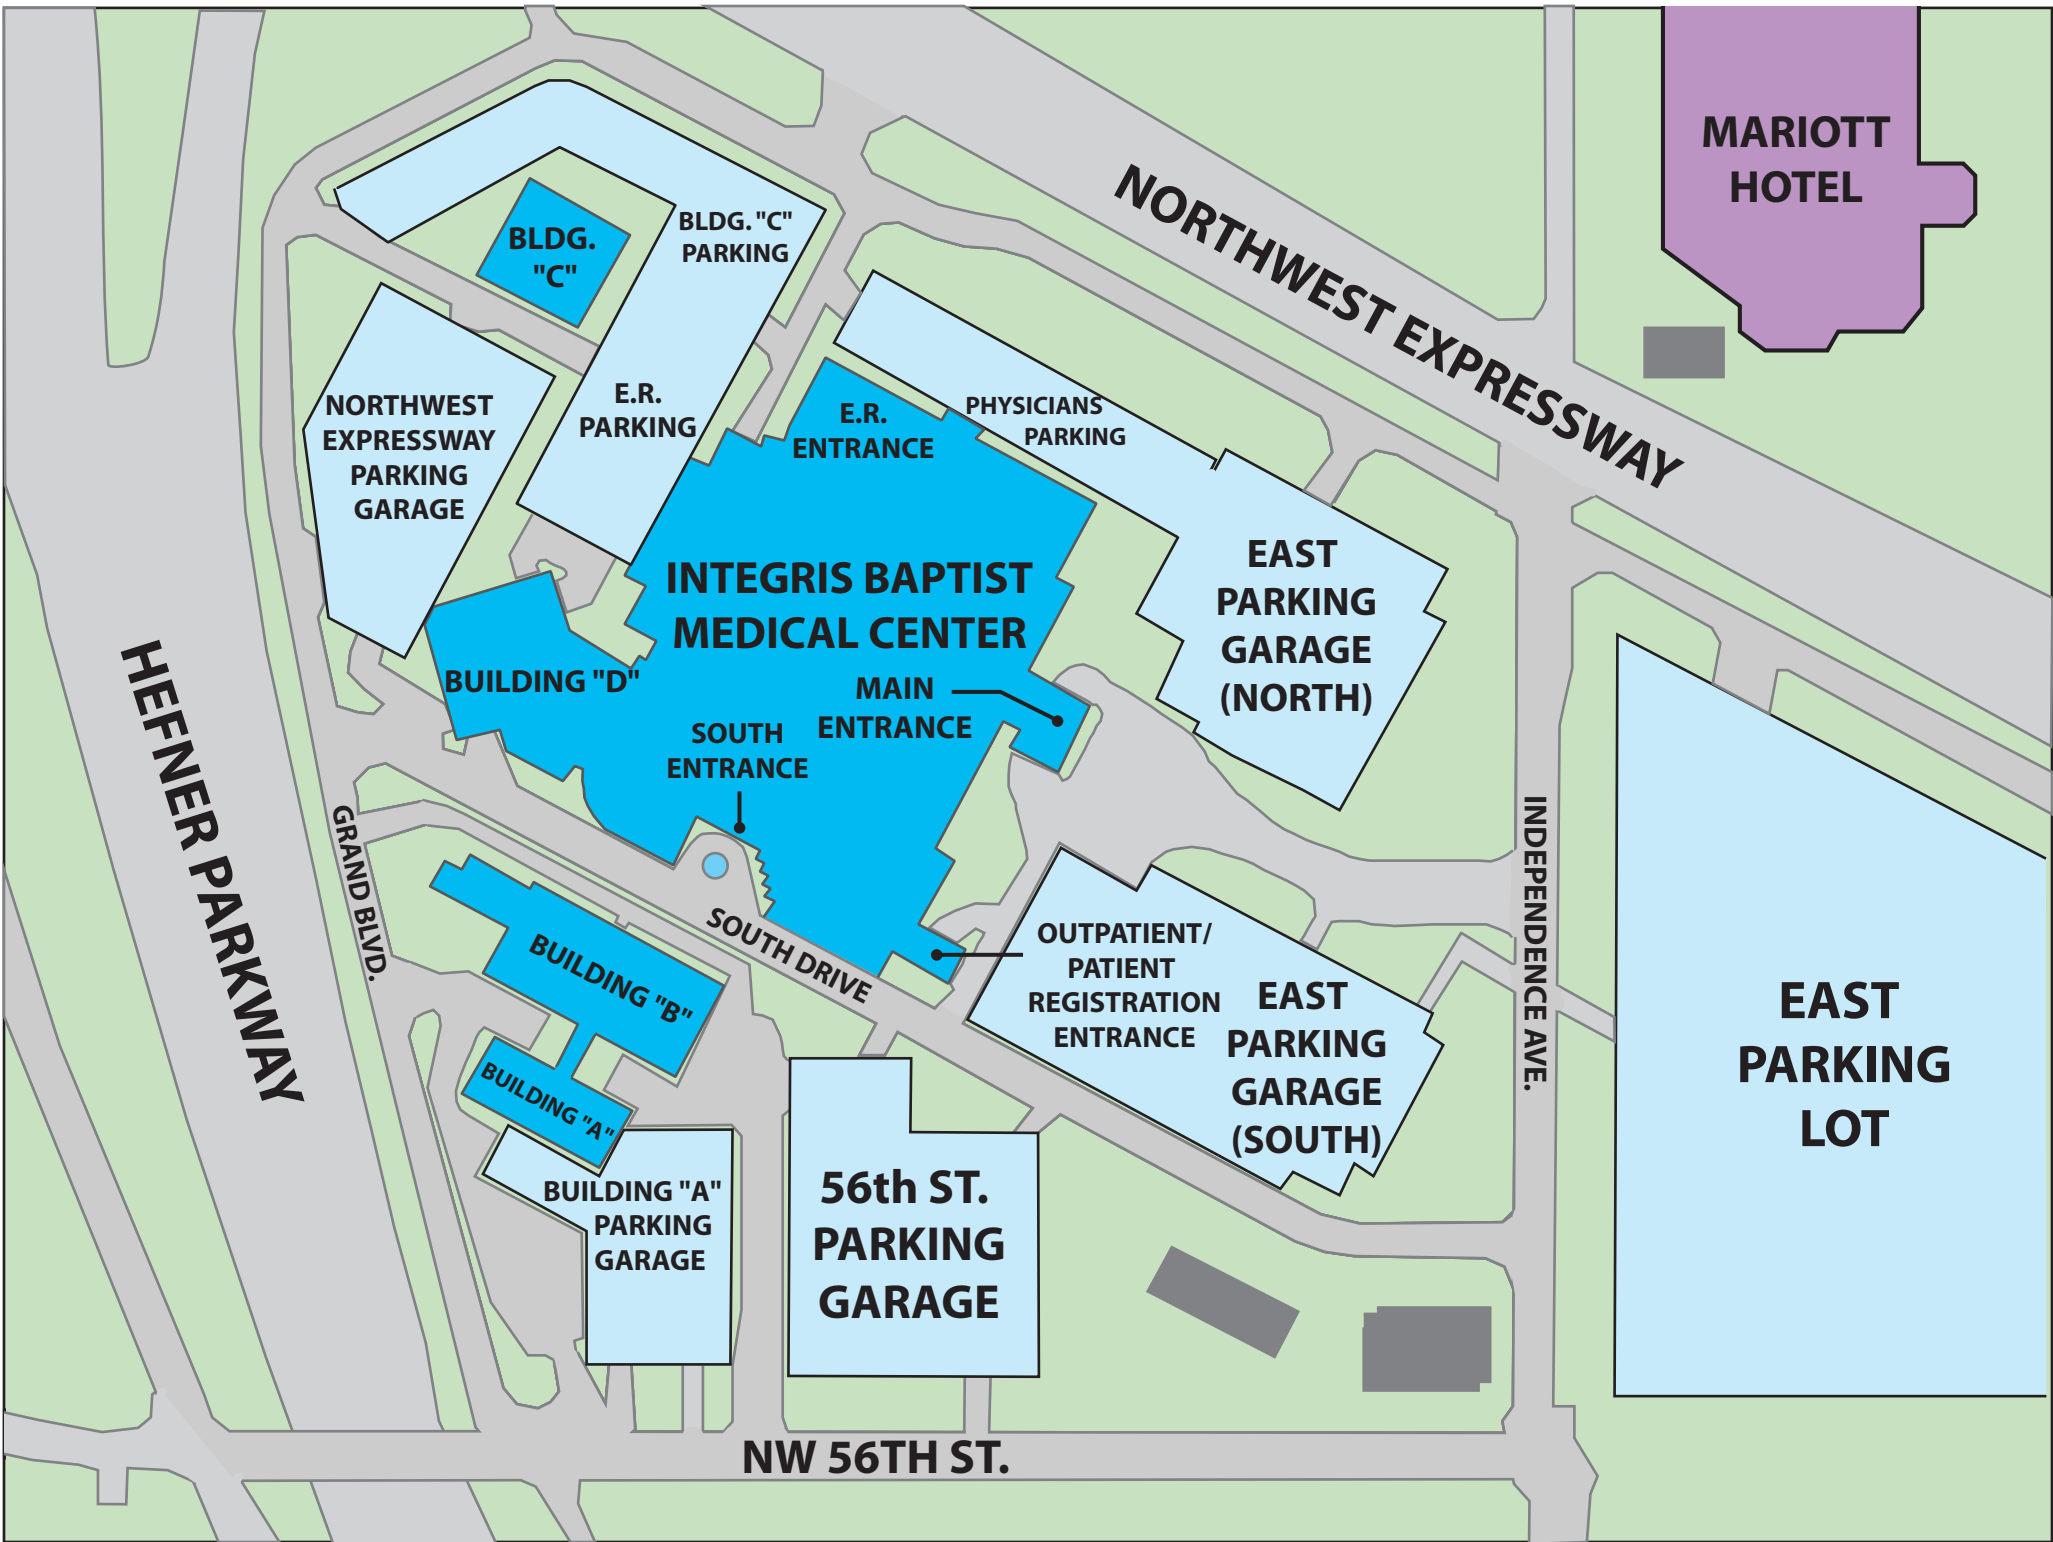 MARIOTT
HOTEL
NORTHWEST EXPRESSWAY
BLDG.
"C"
BLDG. "C"
PARKING
NORTHWEST
EXPRESSWAY
PARKING
GARAGE
E.R.
PARKING
E.R.
ENTRANCE
PHYSICIANS
PARKING
INTEGRIS BAPTIST
MEDICAL CENTER
EAST
PARKING
GARAGE
(NORTH)
BUILDING "D"
MAIN
ENTRANCE
SOUTH
ENTRANCE
HEFNER PARKWAY
GRAND BLVD.
INDEPENDENCE AVE.
SOUTH DRIVE
BUILDING "B"
BUILDING "A"
OUTPATIENT/
PATIENT
REGISTRATION
ENTRANCE
EAST
PARKING
GARAGE
(SOUTH)
EAST
PARKING
LOT
BUILDING "A"
PARKING
GARAGE
56th ST.
PARKING
GARAGE
NW 56TH ST.